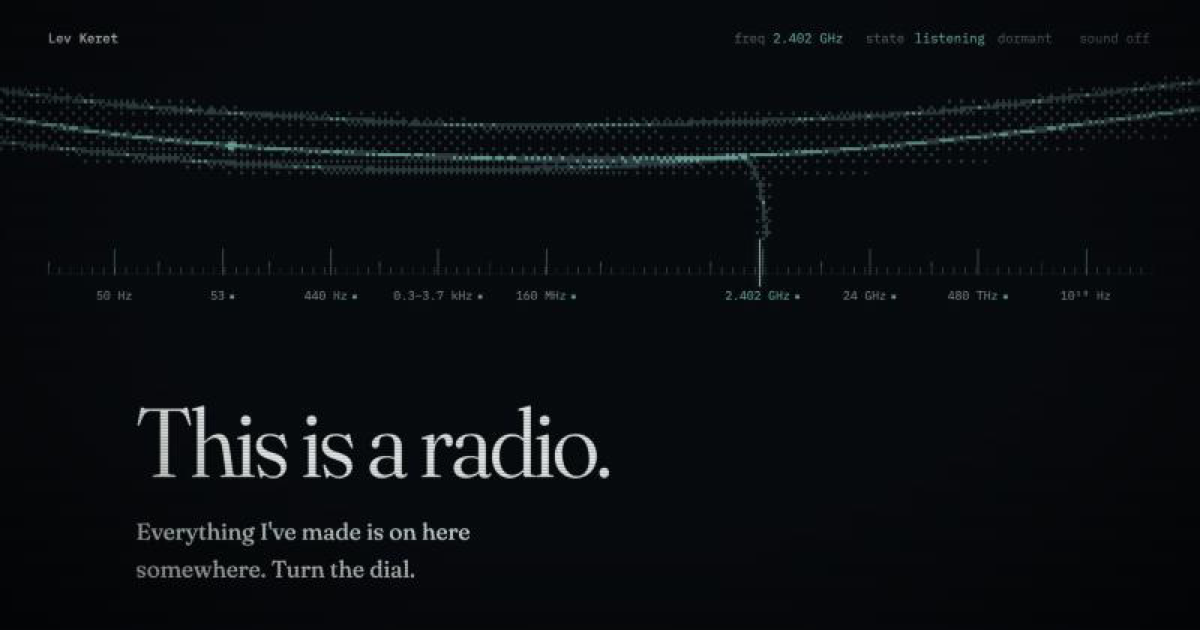 Lev Keret
freq 2.402 GHz state listening dormant sound off
50 Hz 53 440 Hz 0.3–3.7 kHz 160 MHz 2.402 GHz 24 GHz 480 THz Hz
This is a radio.
Everything I've made is on here
somewhere. Turn the dial.